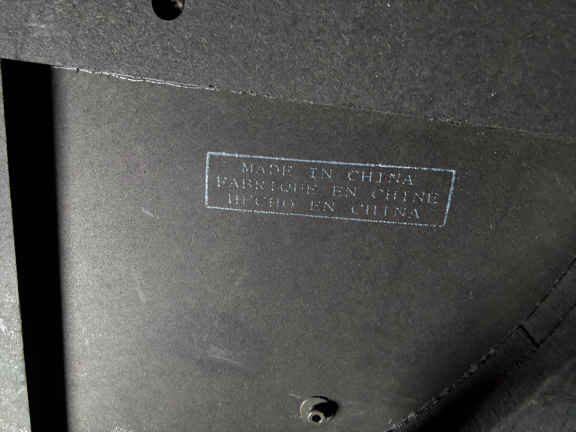 MADE IN CHINA
FABRIQUE EN CHINE
HECHO EN CHINA